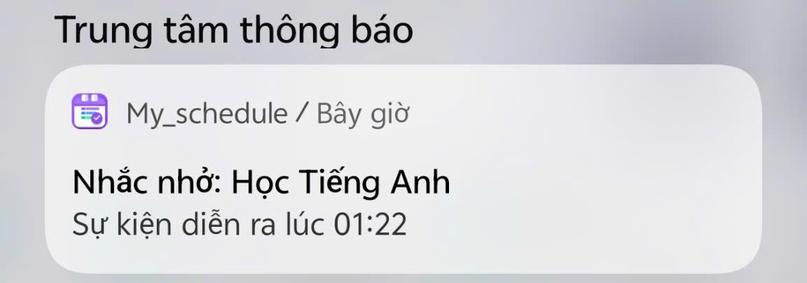 Trung tâm thông báo
My_schedule / Bây giờ
Nhắc nhở: Học Tiếng Anh
Sự kiện diễn ra lúc 01:22